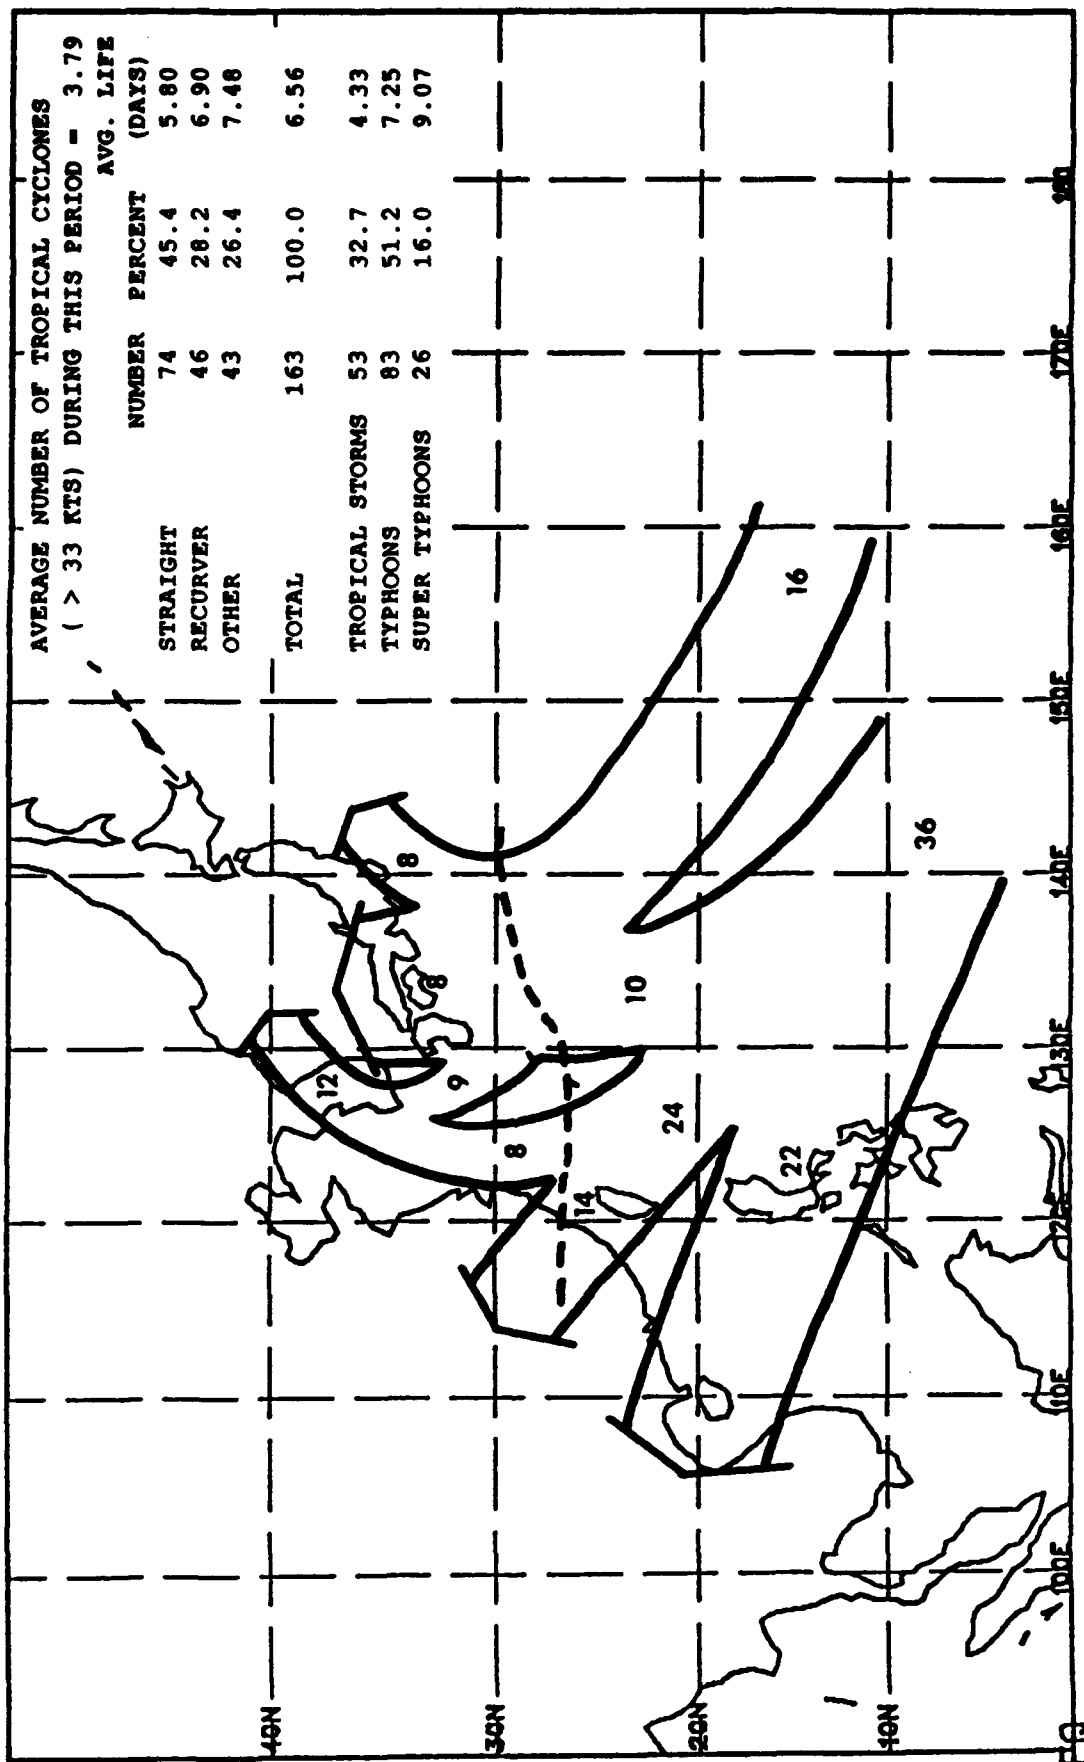 AVERAGE NUMBER OF TROPICAL CYCLONES
( > 33 KTS) DURING THIS PERIOD = 3.79
AVG. LIFE
NUMBER PERCENT (DAYS)
STRAIGHT 74 45.4 5.80
RECURVER 46 28.2 6.90
OTHER 43 26.4 7.48
TOTAL 163 100.0 6.56
TROPICAL STORMS 53 32.7 4.33
TYPHOONS 83 51.2 7.25
SUPER TYPHOONS 26 16.0 9.07
40N
30N
20N
10N
12
9
8
8
8
14
24
10
22
16
36
100E
110E
120E
130E
140E
150E
160E
170E
180